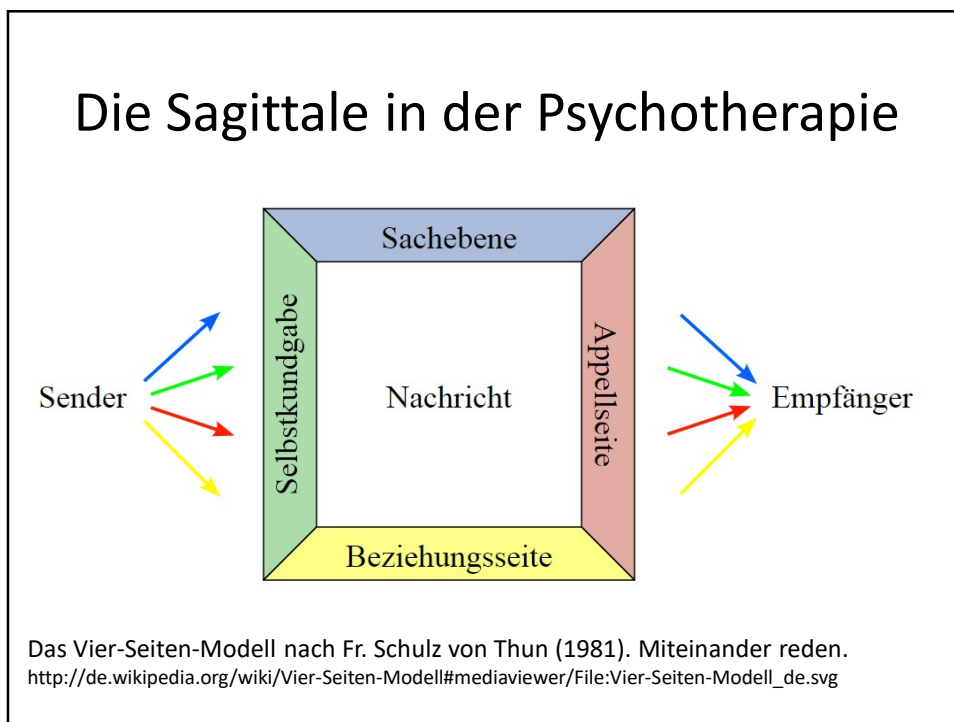 Die Sagittale in der Psychotherapie
Sachebene
Selbstkundgabe
Appellseite
Sender
Nachricht
Empfänger
Beziehungsseite
Das Vier-Seiten-Modell nach Fr. Schulz von Thun (1981). Miteinander reden.
http://de.wikipedia.org/wiki/Vier-Seiten-Modell#mediaviewer/File:Vier-Seiten-Modell_de.svg